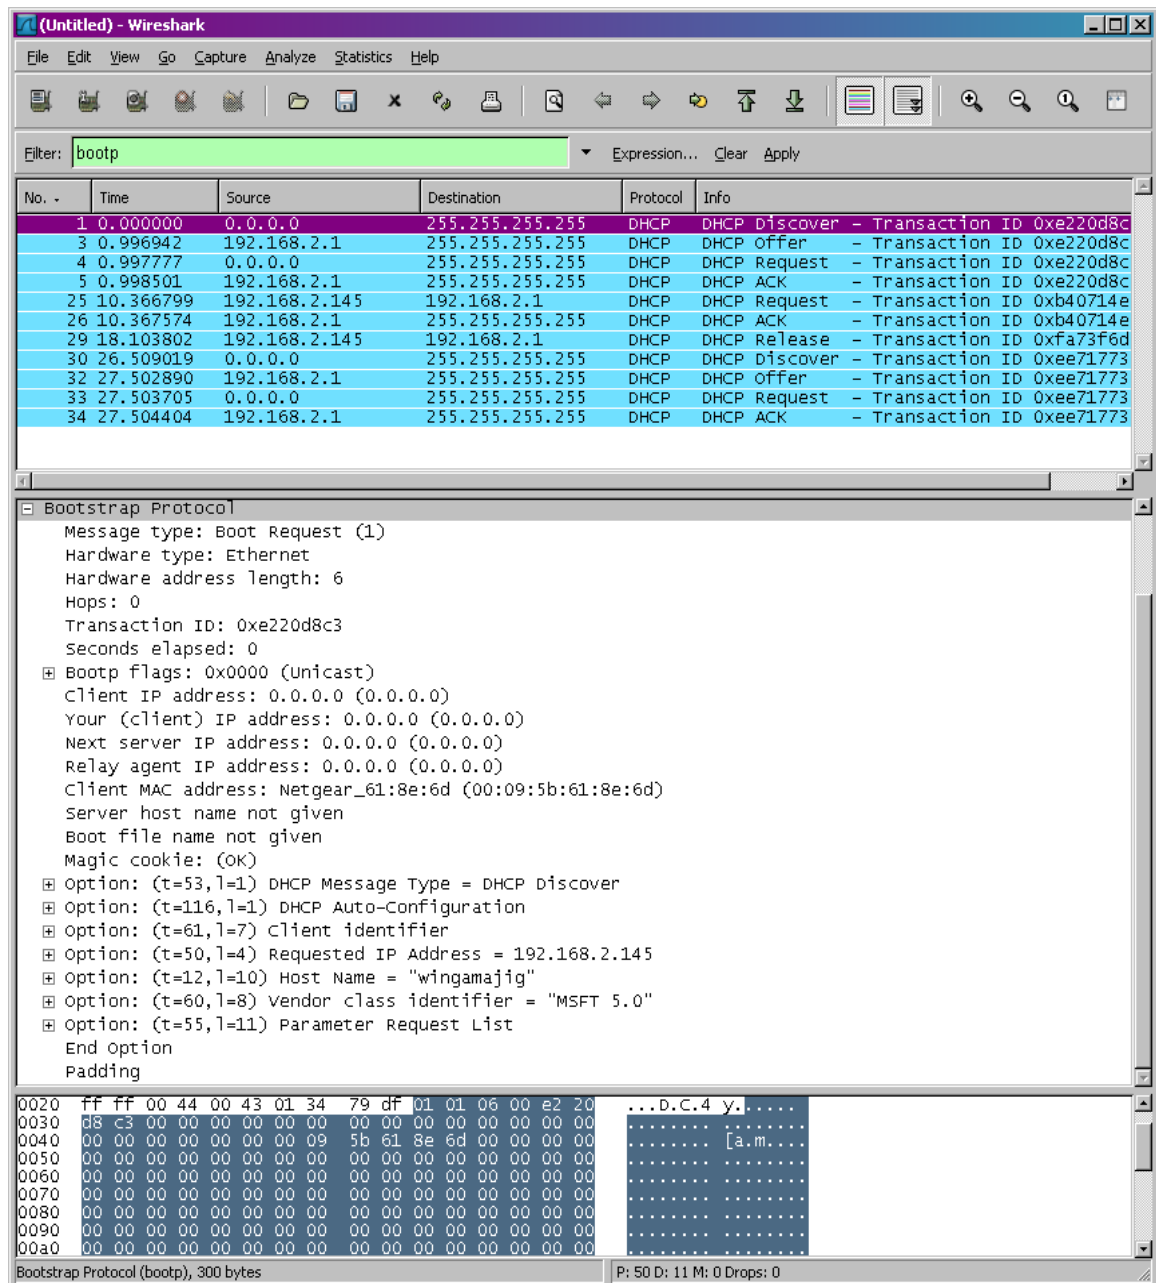 (Untitled) - Wireshark
File Edit View Go Capture Analyze Statistics Help
Filter: bootp Expression... Clear Apply
No. Time Source Destination Protocol Info
1 0.000000 0.0.0.0 255.255.255.255 DHCP DHCP Discover - Transaction ID 0xe220d8c
3 0.996942 192.168.2.1 255.255.255.255 DHCP DHCP Offer - Transaction ID 0xe220d8c
4 0.997777 0.0.0.0 255.255.255.255 DHCP DHCP Request - Transaction ID 0xe220d8c
5 0.998501 192.168.2.1 255.255.255.255 DHCP DHCP ACK - Transaction ID 0xe220d8c
25 10.366799 192.168.2.145 192.168.2.1 DHCP DHCP Request - Transaction ID 0xb40714e
26 10.367574 192.168.2.1 255.255.255.255 DHCP DHCP ACK - Transaction ID 0xb40714e
29 18.103802 192.168.2.145 192.168.2.1 DHCP DHCP Release - Transaction ID 0xfa73f6d
30 26.509019 0.0.0.0 255.255.255.255 DHCP DHCP Discover - Transaction ID 0xee71773
32 27.502890 192.168.2.1 255.255.255.255 DHCP DHCP Offer - Transaction ID 0xee71773
33 27.503705 0.0.0.0 255.255.255.255 DHCP DHCP Request - Transaction ID 0xee71773
34 27.504404 192.168.2.1 255.255.255.255 DHCP DHCP ACK - Transaction ID 0xee71773
Bootstrap Protocol
Message type: Boot Request (1)
Hardware type: Ethernet
Hardware address length: 6
Hops: 0
Transaction ID: 0xe220d8c3
Seconds elapsed: 0
Bootp flags: 0x0000 (Unicast)
Client IP address: 0.0.0.0 (0.0.0.0)
Your (client) IP address: 0.0.0.0 (0.0.0.0)
Next server IP address: 0.0.0.0 (0.0.0.0)
Relay agent IP address: 0.0.0.0 (0.0.0.0)
Client MAC address: Netgear_61:8e:6d (00:09:5b:61:8e:6d)
Server host name not given
Boot file name not given
Magic cookie: (OK)
Option: (t=53,l=1) DHCP Message Type = DHCP Discover
Option: (t=116,l=1) DHCP Auto-Configuration
Option: (t=61,l=7) Client identifier
Option: (t=50,l=4) Requested IP Address = 192.168.2.145
Option: (t=12,l=10) Host Name = "wingamajig"
Option: (t=60,l=8) Vendor class identifier = "MSFT 5.0"
Option: (t=55,l=11) Parameter Request List
End Option
Padding
0020 ff ff 00 44 00 43 01 34 79 df 01 01 06 00 e2 20 ...D.C.4 y.......
0030 d8 c3 00 00 00 00 00 00 00 00 00 00 00 00 00 00 ........ ........
0040 00 00 00 00 00 00 00 09 5b 61 8e 6d 00 00 00 00 ........ [a.m....
0050 00 00 00 00 00 00 00 00 00 00 00 00 00 00 00 00 ........ ........
0060 00 00 00 00 00 00 00 00 00 00 00 00 00 00 00 00 ........ ........
0070 00 00 00 00 00 00 00 00 00 00 00 00 00 00 00 00 ........ ........
0080 00 00 00 00 00 00 00 00 00 00 00 00 00 00 00 00 ........ ........
0090 00 00 00 00 00 00 00 00 00 00 00 00 00 00 00 00 ........ ........
00a0 00 00 00 00 00 00 00 00 00 00 00 00 00 00 00 00 ........ ........
Bootstrap Protocol (bootp), 300 bytes P: 50 D: 11 M: 0 Drops: 0